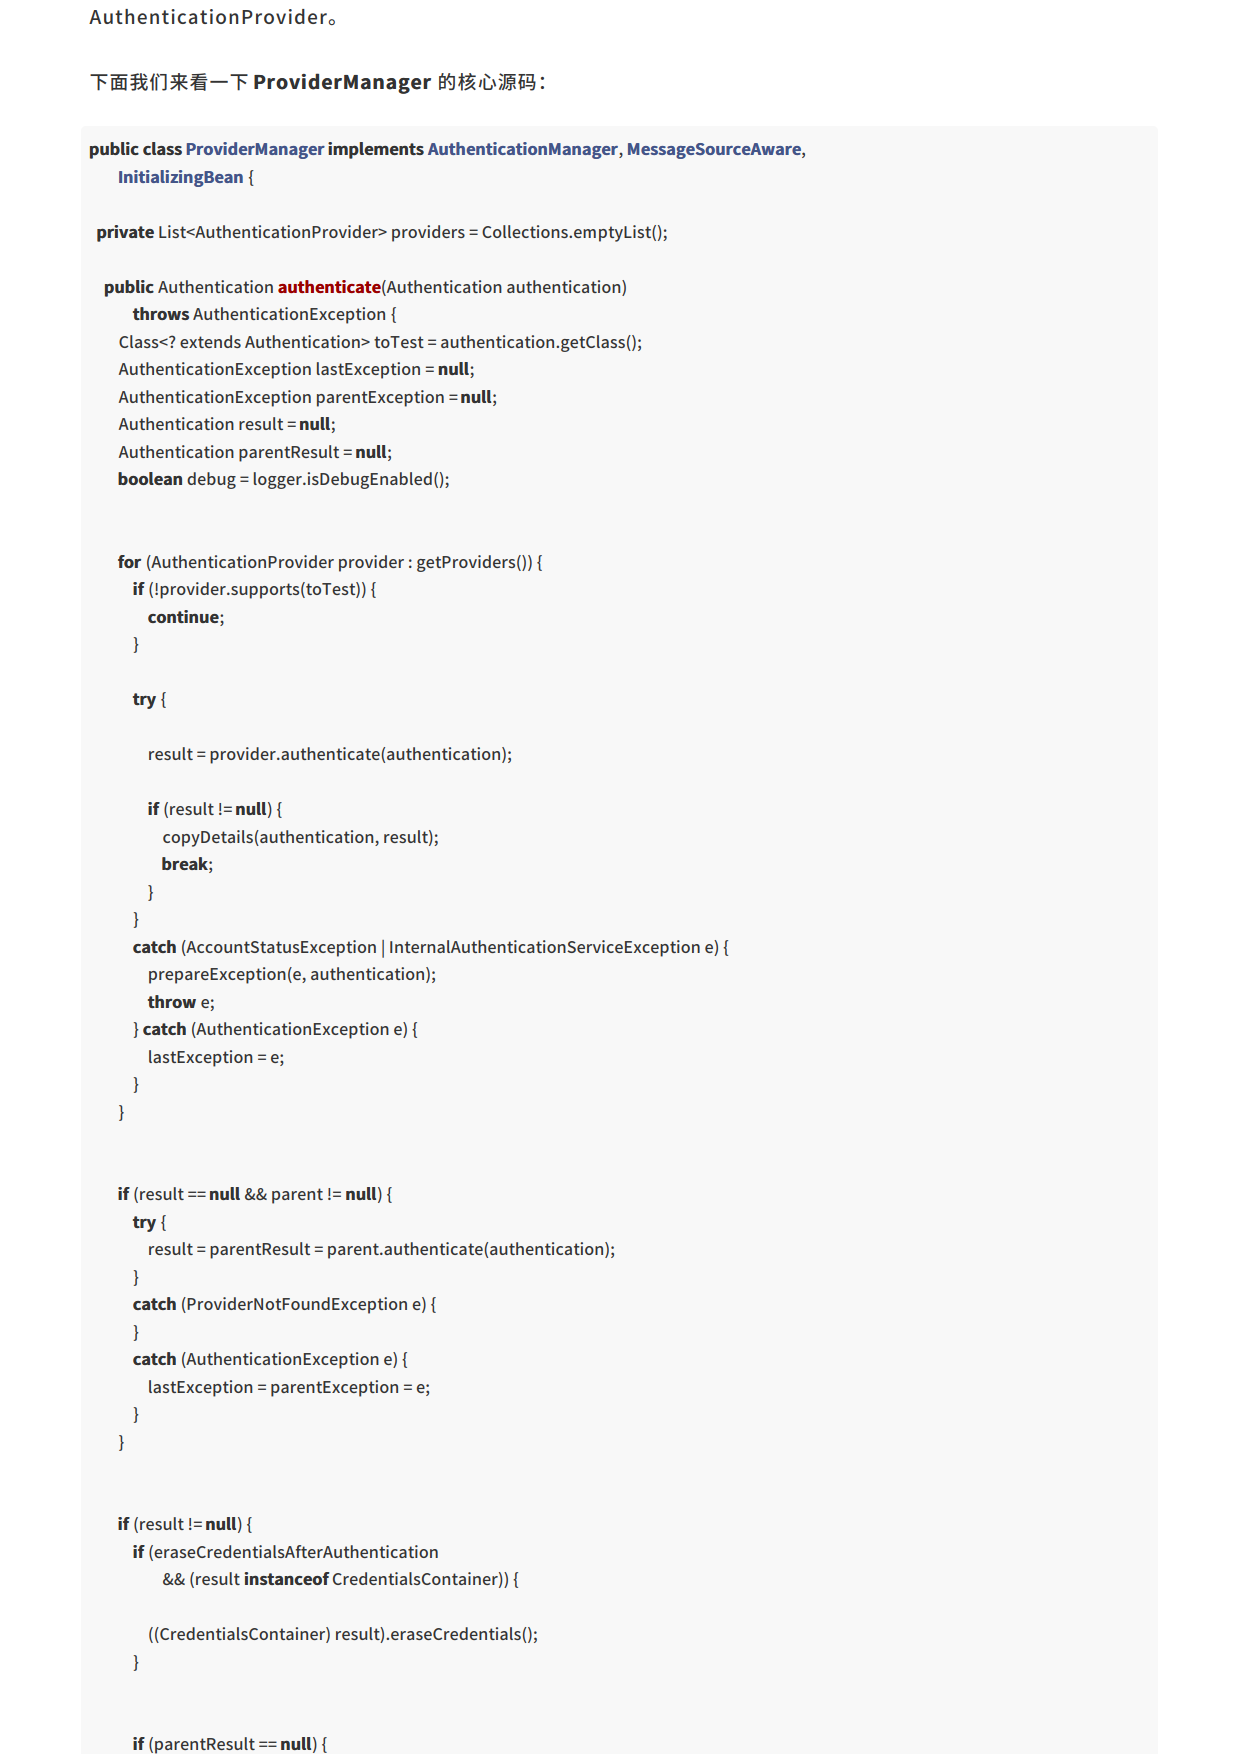 AuthenticationProvider。
下面我们来看一下 ProviderManager 的核心源码：
public class ProviderManager implements AuthenticationManager, MessageSourceAware,
InitializingBean {
private List<AuthenticationProvider> providers = Collections.emptyList();
public Authentication authenticate(Authentication authentication)
throws AuthenticationException {
Class<? extends Authentication> toTest = authentication.getClass();
AuthenticationException lastException = null;
AuthenticationException parentException = null;
Authentication result = null;
Authentication parentResult = null;
boolean debug = logger.isDebugEnabled();
for (AuthenticationProvider provider : getProviders()) {
if (!provider.supports(toTest)) {
continue;
}
try {
result = provider.authenticate(authentication);
if (result != null) {
copyDetails(authentication, result);
break;
}
}
catch (AccountStatusException | InternalAuthenticationServiceException e) {
prepareException(e, authentication);
throw e;
} catch (AuthenticationException e) {
lastException = e;
}
}
if (result == null && parent != null) {
try {
result = parentResult = parent.authenticate(authentication);
}
catch (ProviderNotFoundException e) {
}
catch (AuthenticationException e) {
lastException = parentException = e;
}
}
if (result != null) {
if (eraseCredentialsAfterAuthentication
&& (result instanceof CredentialsContainer)) {
((CredentialsContainer) result).eraseCredentials();
}
if (parentResult == null) {